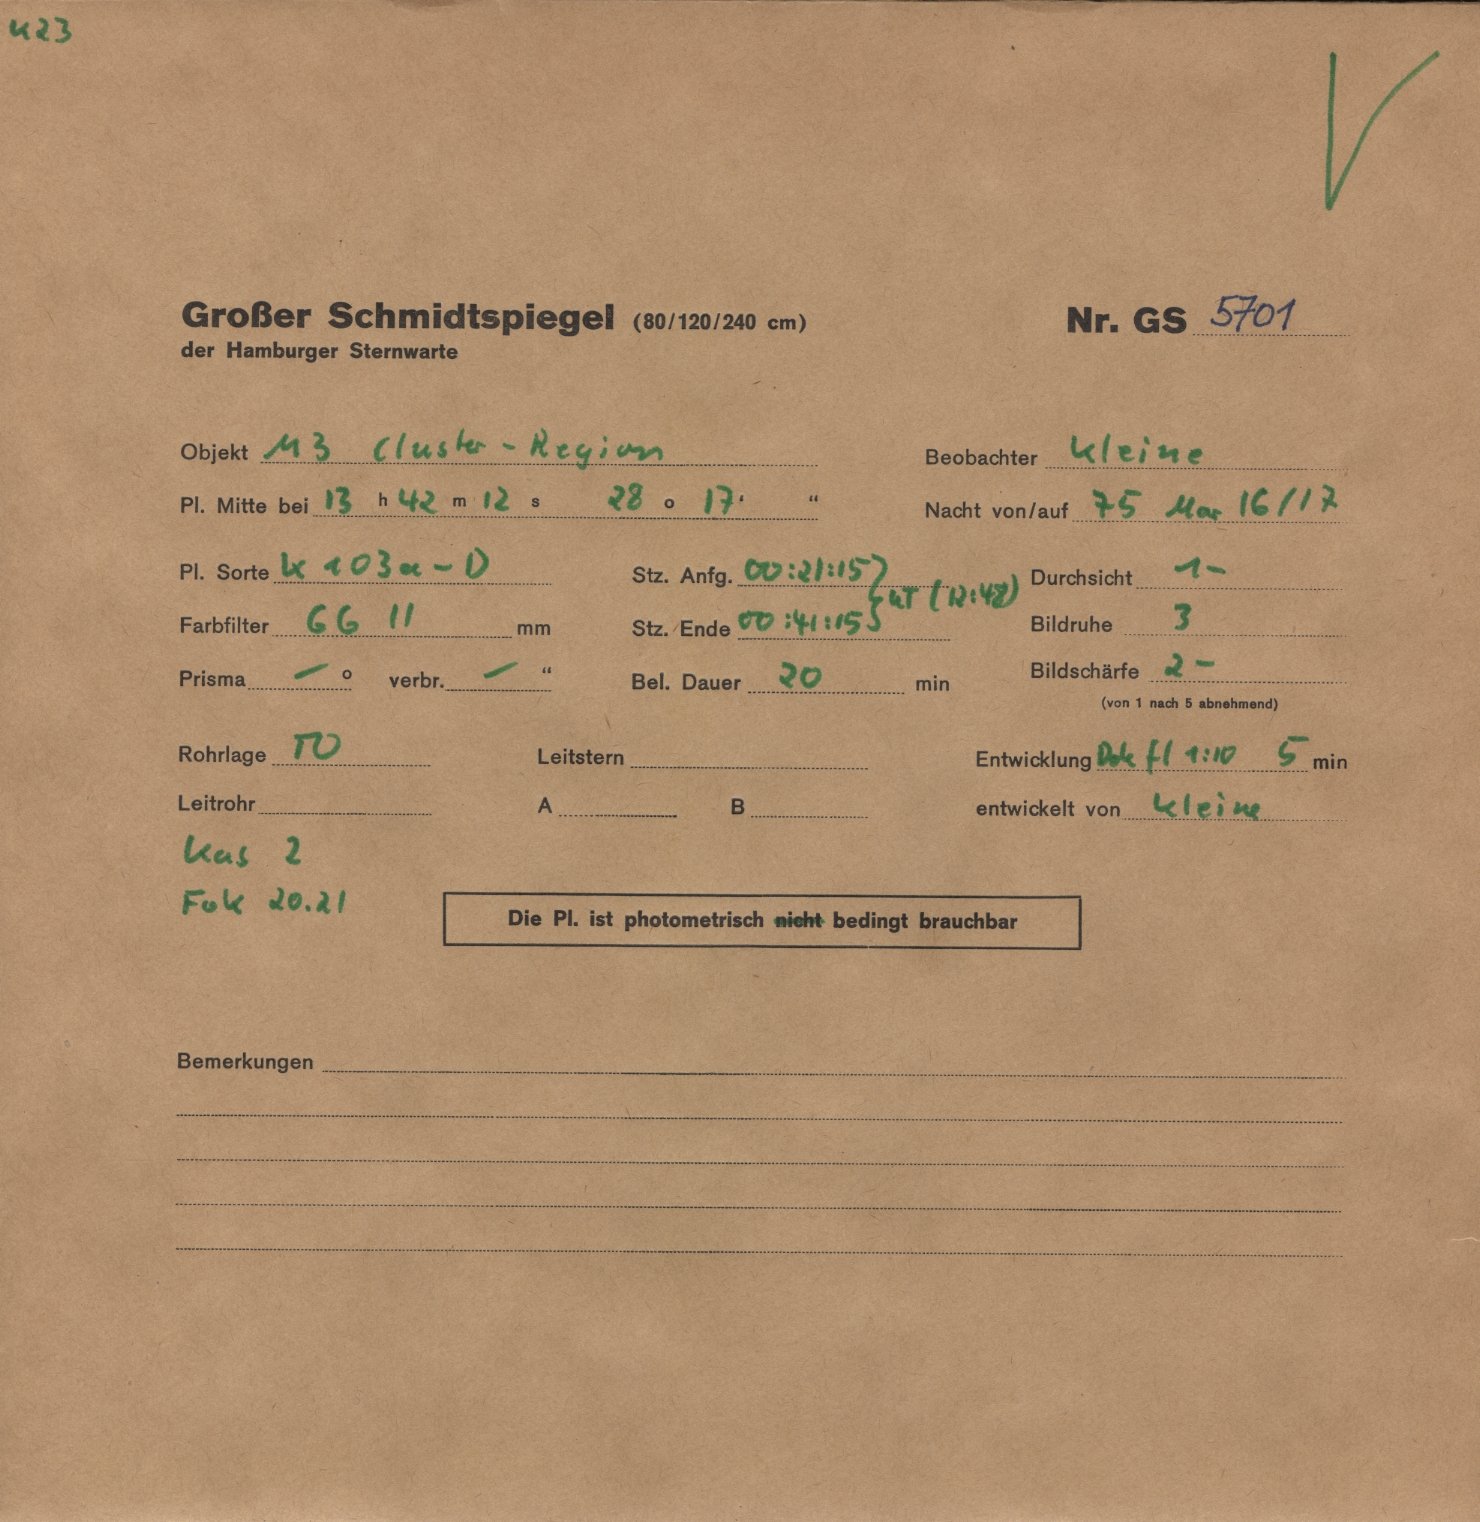 K23
V
Großer Schmidtspiegel (80/120/240 cm) Nr. GS 5701
der Hamburger Sternwarte
Objekt M3 Cluster-Region Beobachter Kleine
Pl. Mitte bei 13 h 42 m 12 s 28 o 17 ‘ “ Nacht von/auf 75 Mar 16/17
Pl. Sorte K 103a-D Stz. Anfg. 00:21:15 Durchsicht 1-
UT (12:48)
Farbfilter GG 11 mm Stz. Ende 00:41:15 Bildruhe 3
Prisma – o verbr. – “ Bel. Dauer 20 min Bildschärfe 2-
(von 1 nach 5 abnehmend)
Rohrlage TO Leitstern Entwicklung Dok fl 1:10 5 min
Leitrohr A B entwickelt von Kleine
Kas 2
Fok 20.21
Die Pl. ist photometrisch nicht bedingt brauchbar
Bemerkungen